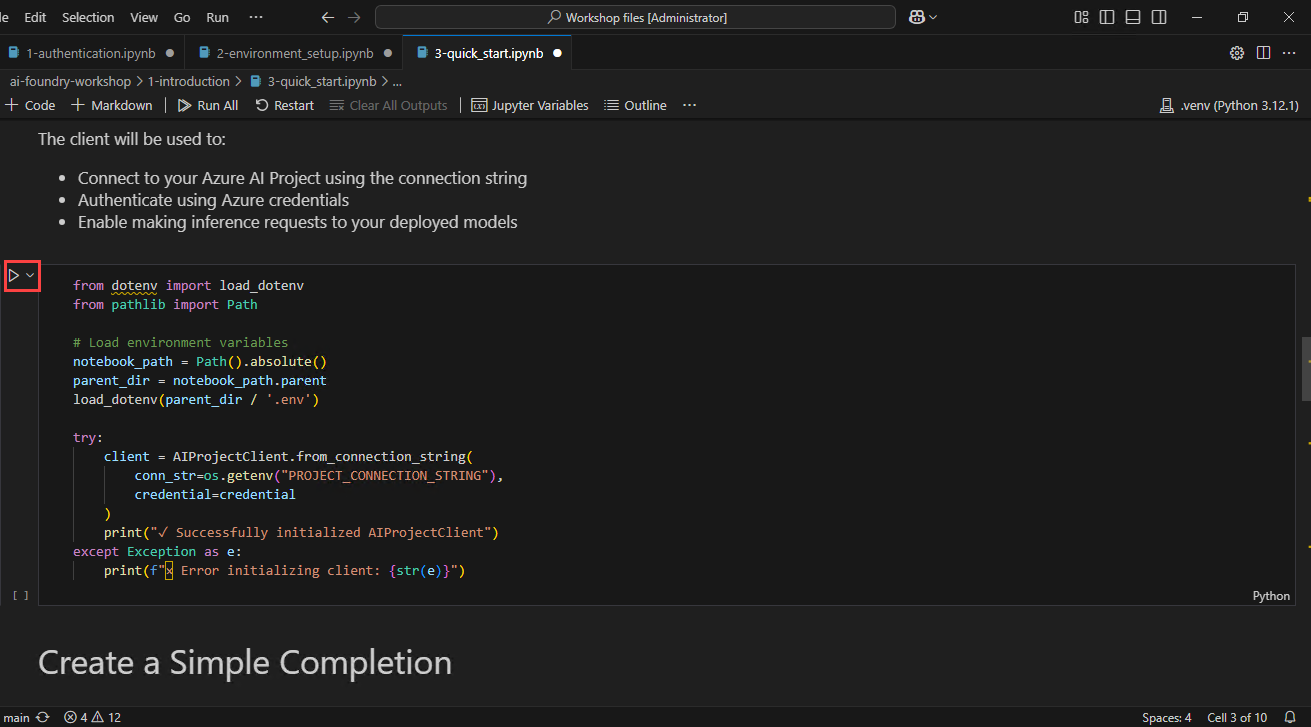 Edit Selection View Go Run ··· Workshop files [Administrator]
1-authentication.ipynb 2-environment_setup.ipynb 3-quick_start.ipynb
ai-foundry-workshop > 1-introduction > 3-quick_start.ipynb > ...
+ Code + Markdown Run All Restart Clear All Outputs Jupyter Variables Outline ··· .venv (Python 3.12.1)
The client will be used to:
• Connect to your Azure AI Project using the connection string
• Authenticate using Azure credentials
• Enable making inference requests to your deployed models
from dotenv import load_dotenv
from pathlib import Path
# Load environment variables
notebook_path = Path().absolute()
parent_dir = notebook_path.parent
load_dotenv(parent_dir / '.env')
try:
    client = AIProjectClient.from_connection_string(
        conn_str=os.getenv("PROJECT_CONNECTION_STRING"),
        credential=credential
    )
    print("✓ Successfully initialized AIProjectClient")
except Exception as e:
    print(f"× Error initializing client: {str(e)}")
[ ] Python
Create a Simple Completion
main 4 12 Spaces: 4 Cell 3 of 10